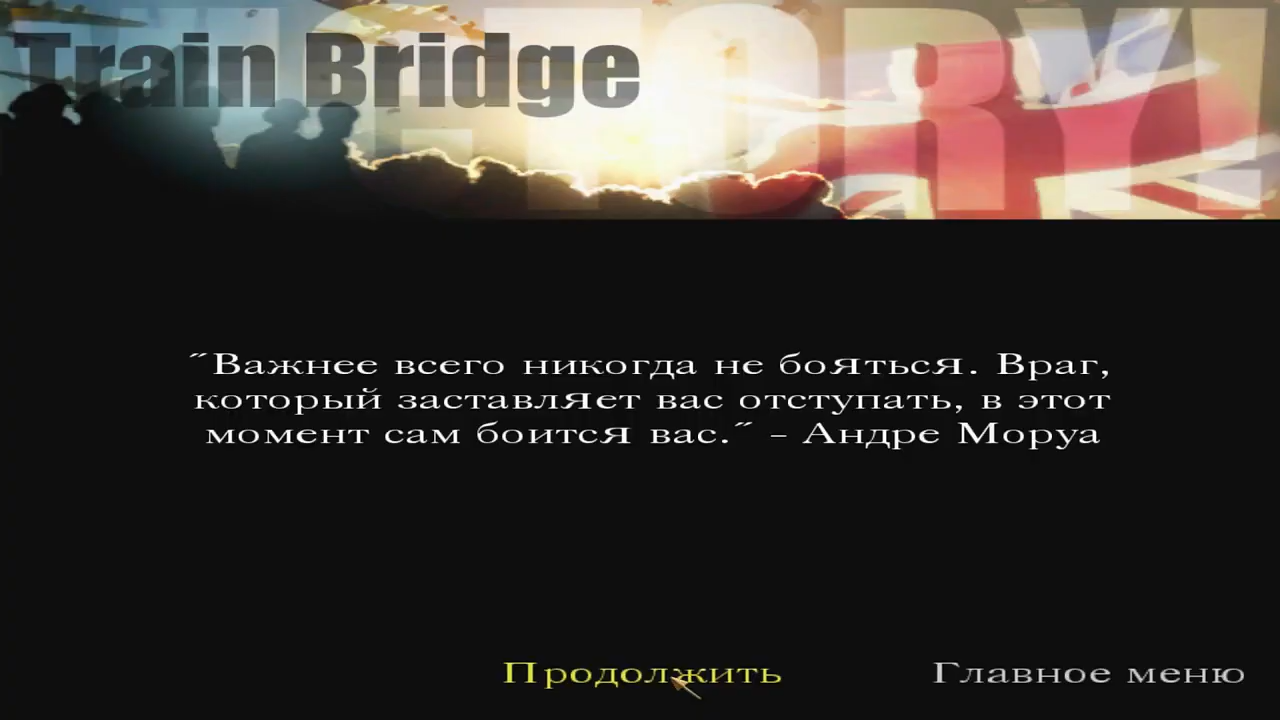 VICTORY!
Train Bridge
"Важнее всего никогда не бояться. Враг,
который заставляет вас отступать, в этот
момент сам боится вас." – Андре Моруа
Продолжить
Главное меню